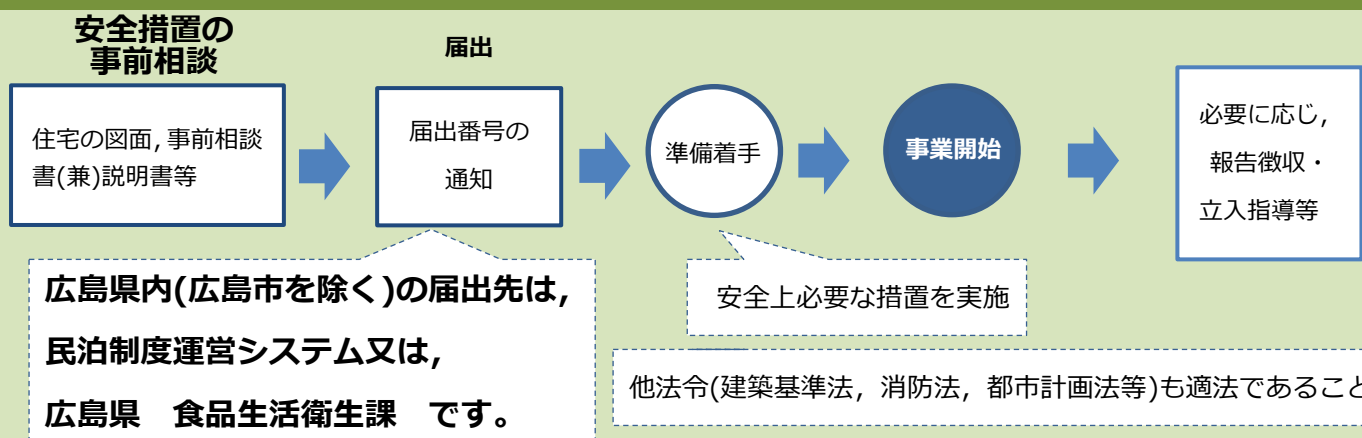 安全措置の
事前相談
届出
住宅の図面，事前相談
書(兼)説明書等
届出番号の
通知
準備着手
事業開始
必要に応じ，
報告徴収・
立入指導等
広島県内(広島市を除く)の届出先は，
民泊制度運営システム又は，
広島県　食品生活衛生課　です。
安全上必要な措置を実施
他法令(建築基準法，消防法，都市計画法等)も適法であること